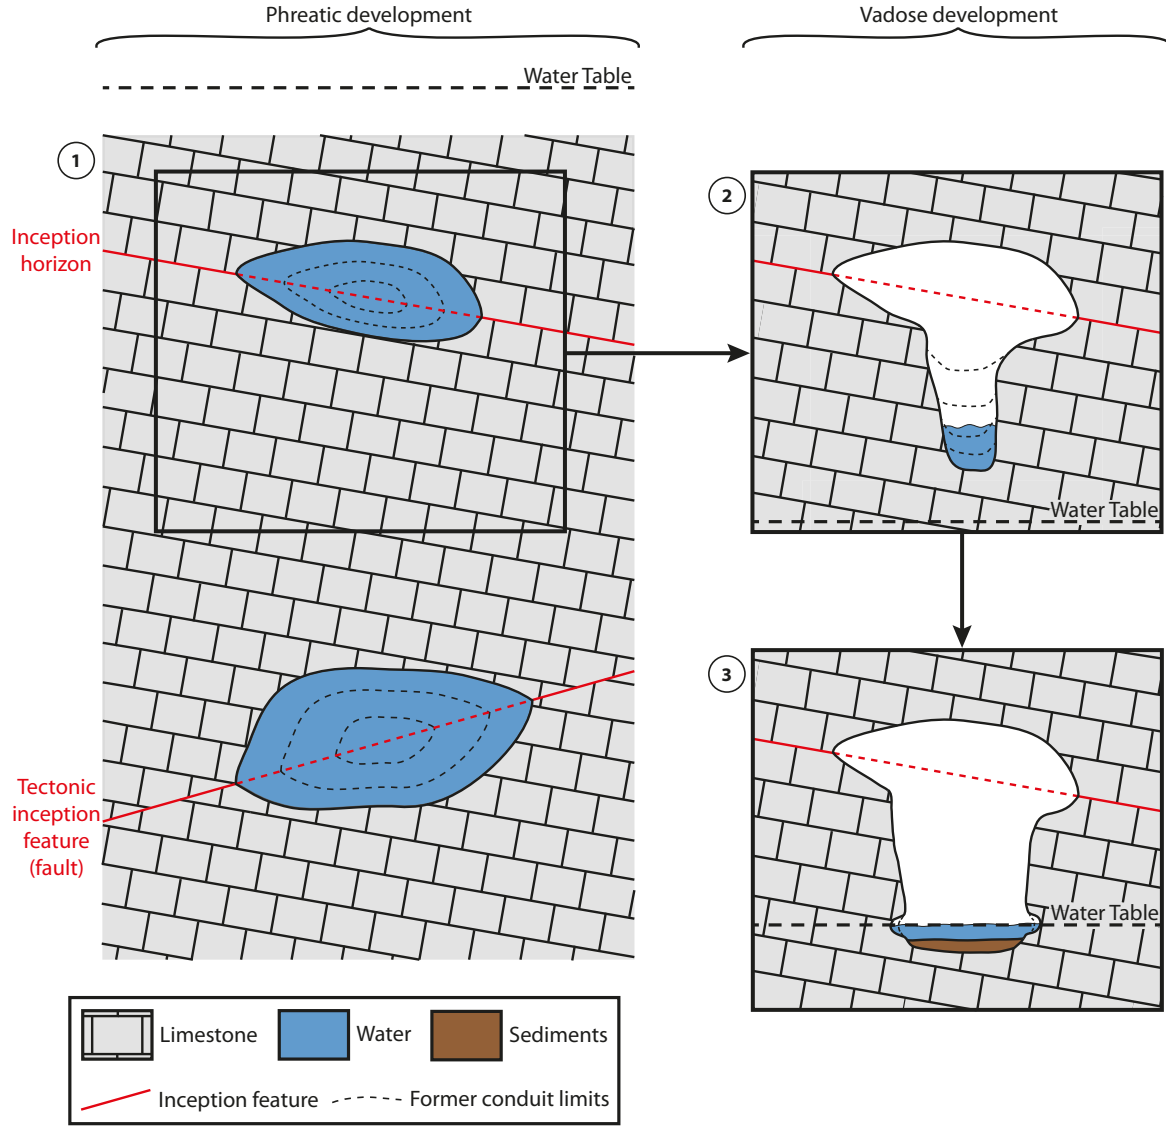 Phreatic development
Vadose development
Water Table
1
2
Inception
horizon
Water Table
3
Tectonic
inception
feature
(fault)
Water Table
Limestone
Water
Sediments
Inception feature
Former conduit limits